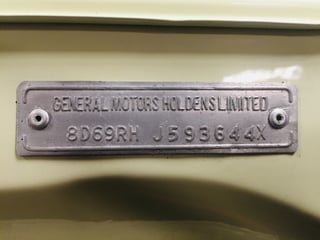 GENERAL MOTORS HOLDENS LIMITED
8D69RH J593644X